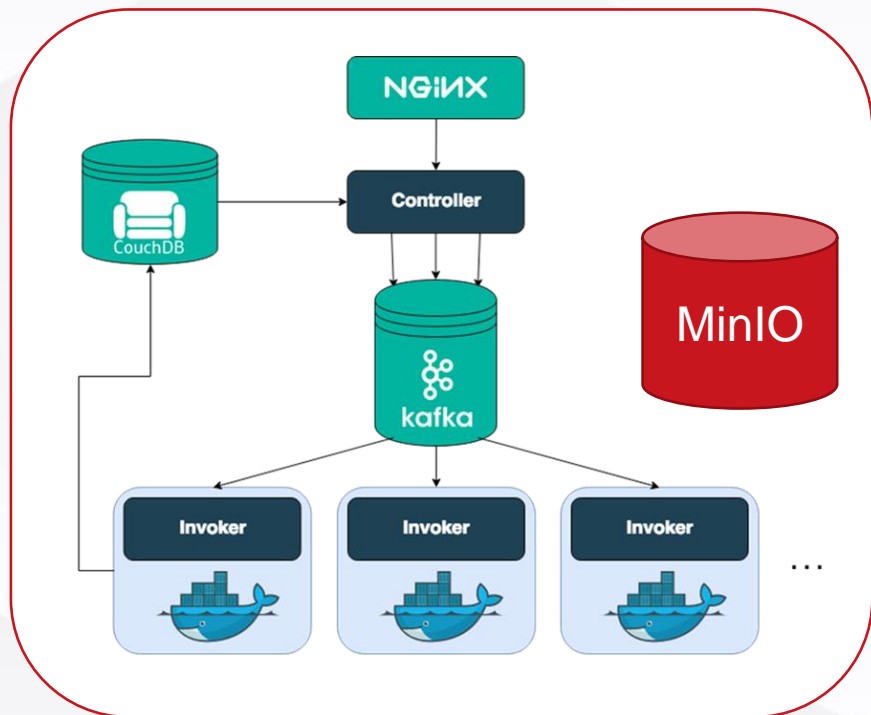 NGiNX
Controller
CouchDB
MinIO
kafka
Invoker
Invoker
Invoker
...